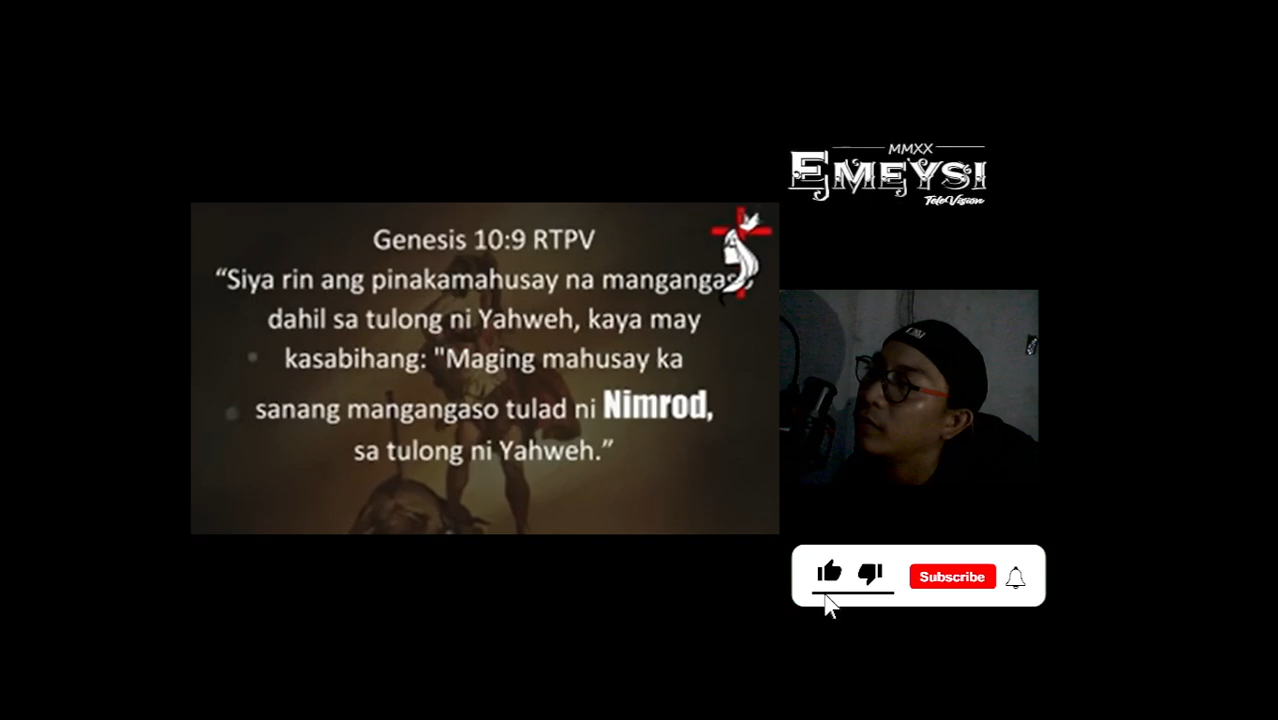 MMXX
EMEYSI
TeleVision
Genesis 10:9 RTPV
“Siya rin ang pinakamahusay na mangangaso
dahil sa tulong ni Yahweh, kaya may
kasabihang: "Maging mahusay ka
sanang mangangaso tulad ni Nimrod,
sa tulong ni Yahweh.”
Subscribe